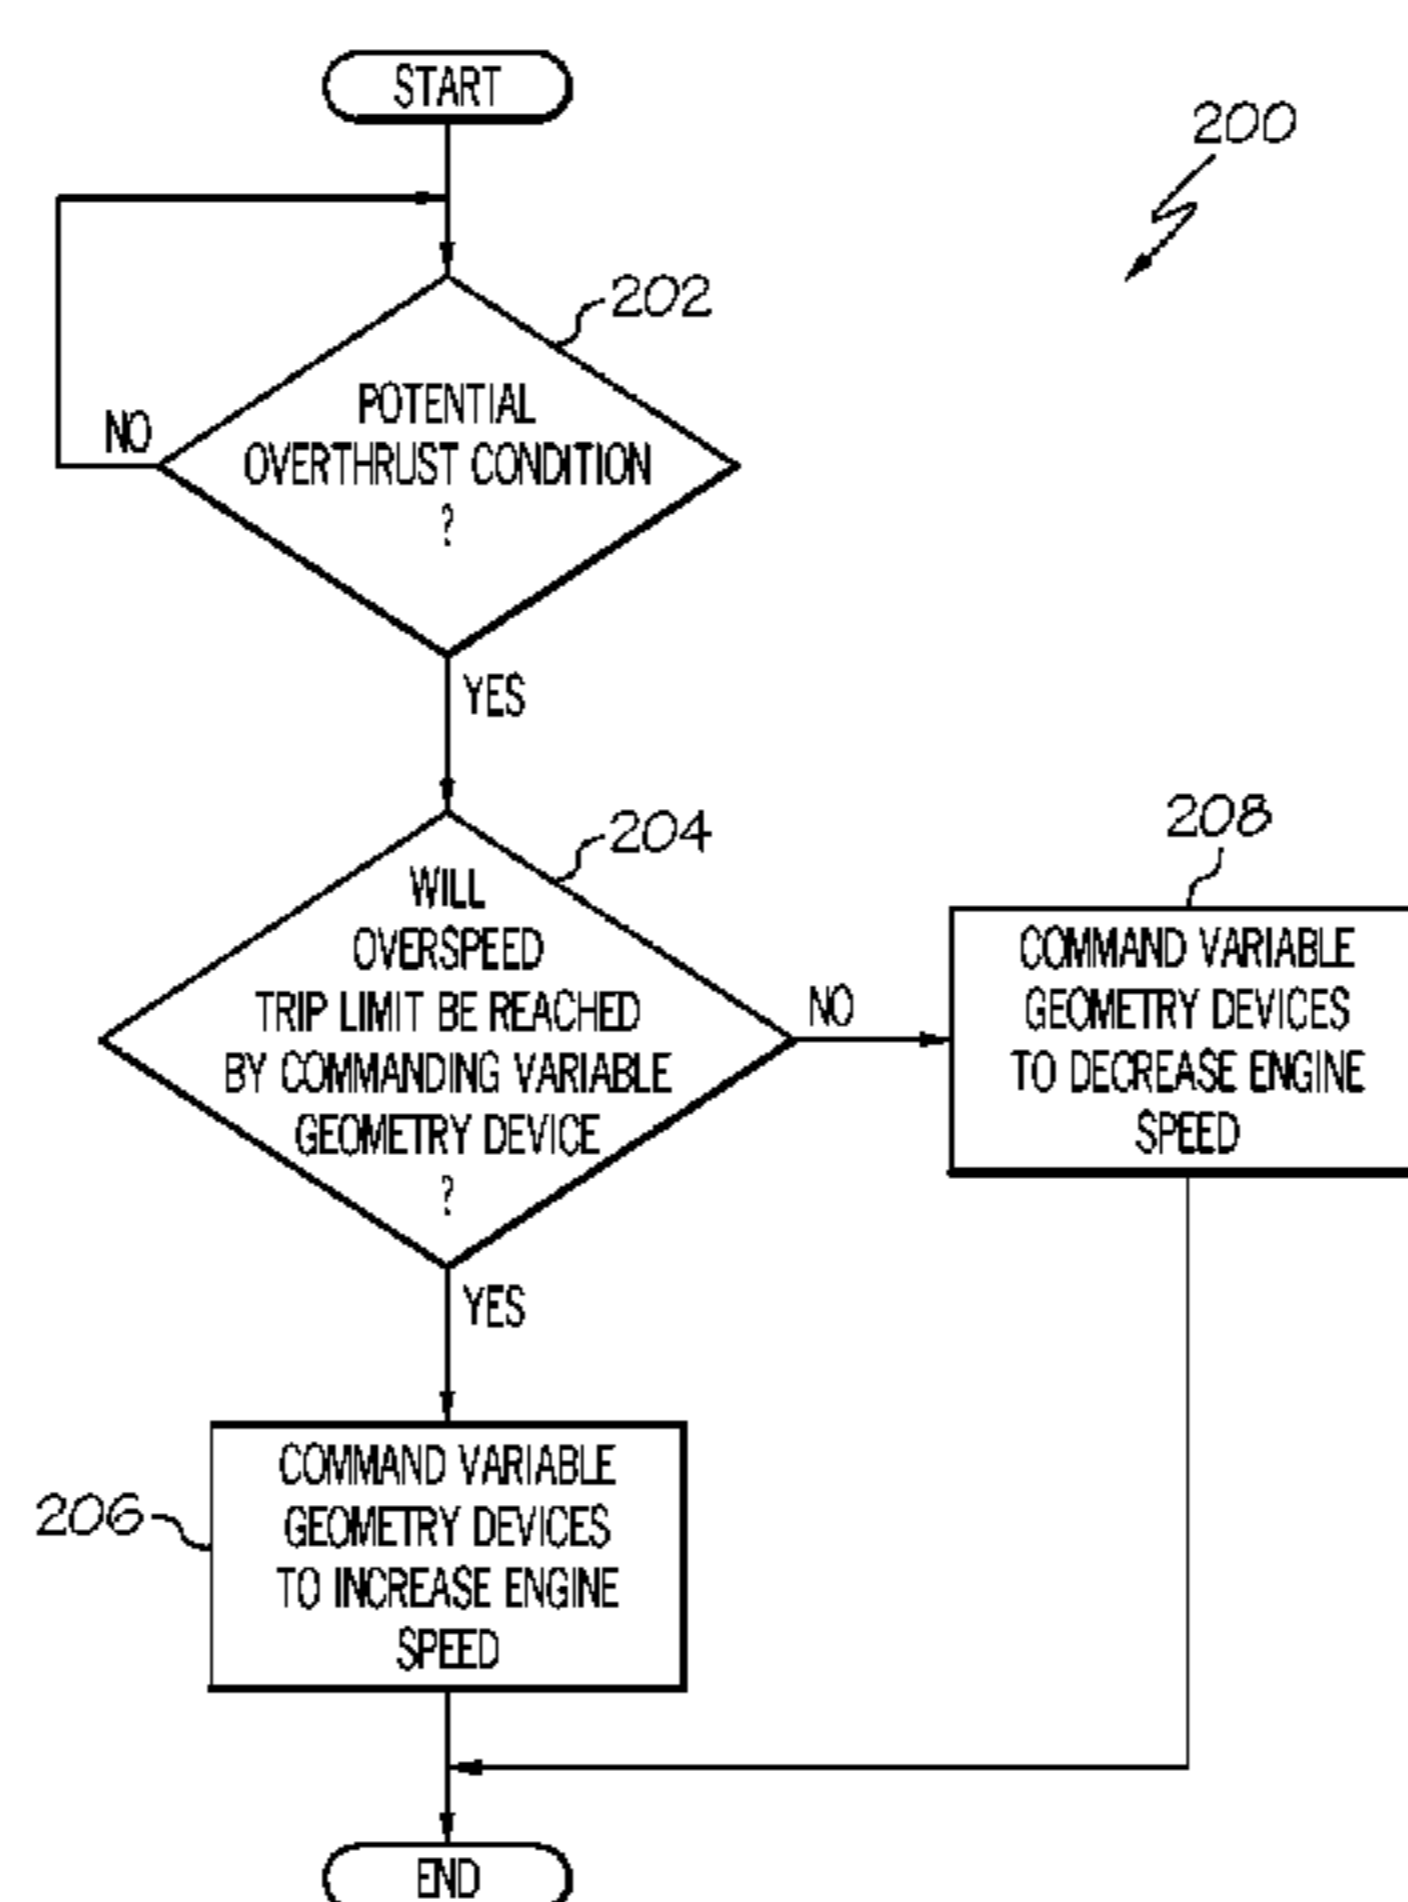 START
200
202
POTENTIAL
OVERTHRUST CONDITION
?
NO
YES
204
WILL
OVERSPEED
TRIP LIMIT BE REACHED
BY COMMANDING VARIABLE
GEOMETRY DEVICE
?
NO
208
COMMAND VARIABLE
GEOMETRY DEVICES
TO DECREASE ENGINE
SPEED
YES
206
COMMAND VARIABLE
GEOMETRY DEVICES
TO INCREASE ENGINE
SPEED
END